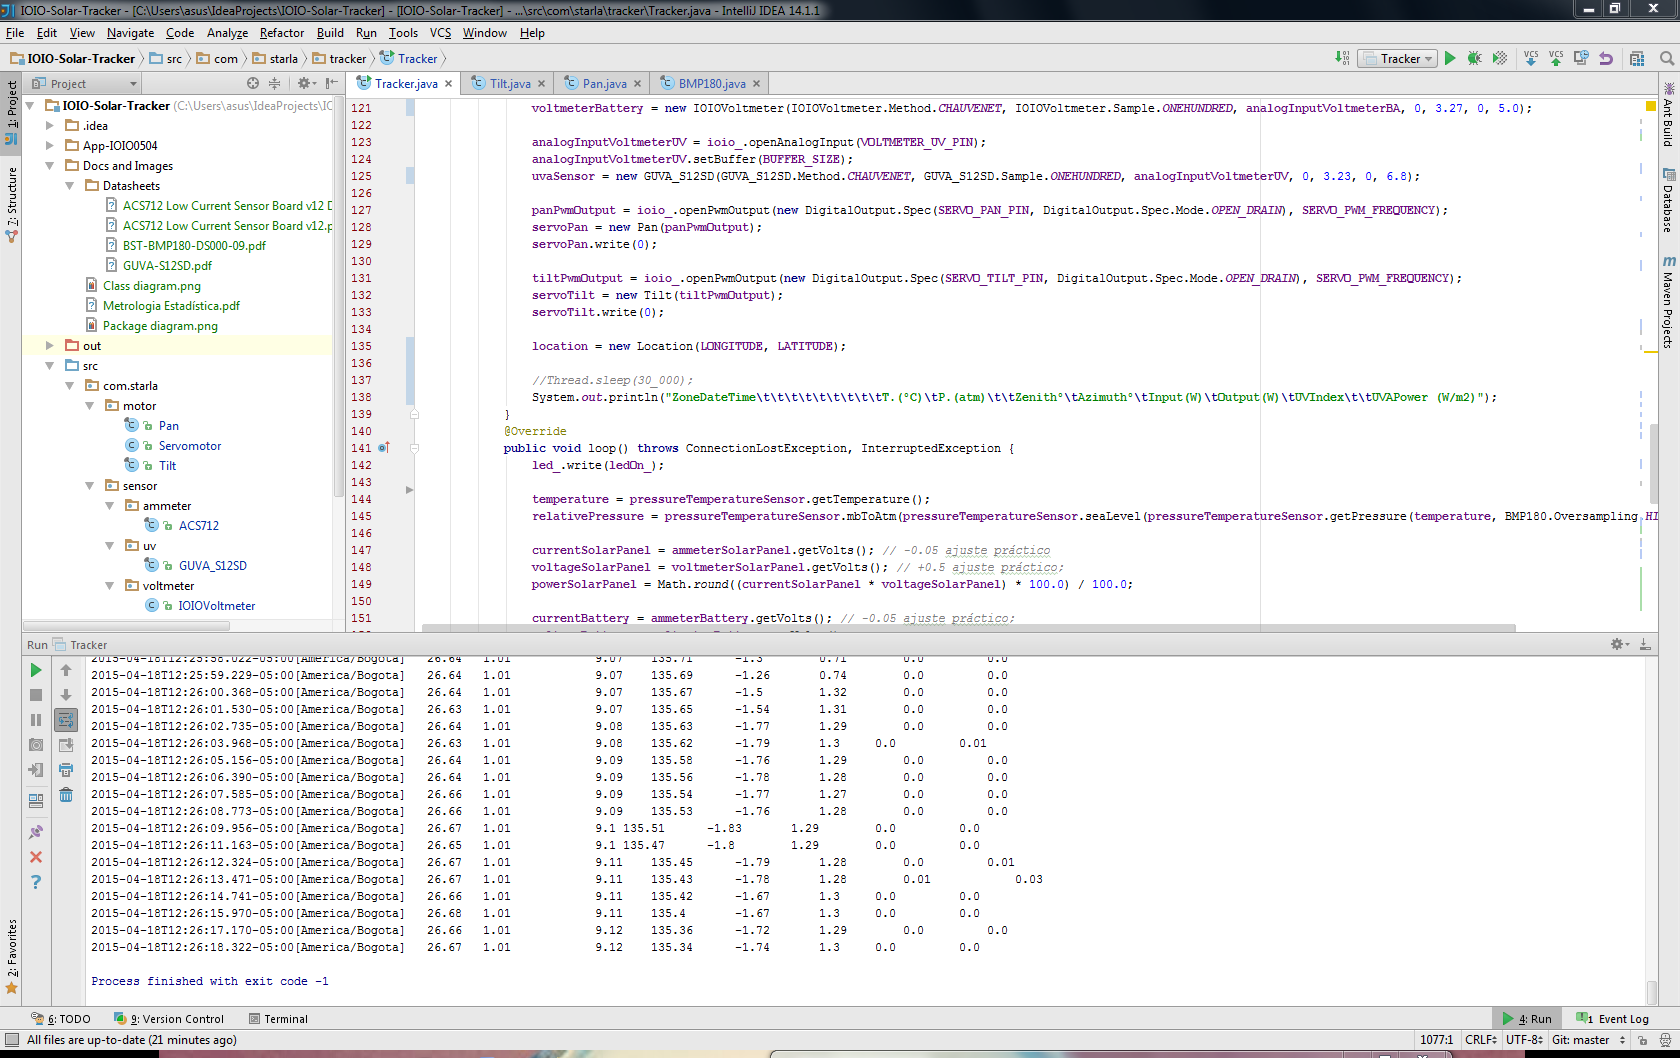 IOIO-Solar-Tracker - [C:\Users\asus\IdeaProjects\IOIO-Solar-Tracker] - [IOIO-Solar-Tracker] - ...\src\com\starla\tracker\Tracker.java - IntelliJ IDEA 14.1.1
File Edit View Navigate Code Analyze Refactor Build Run Tools VCS Window Help
IOIO-Solar-Tracker src com starla tracker Tracker
Tracker
VCS VCS
Project
Tracker.java Tilt.java Pan.java BMP180.java
1: Project
7: Structure
2: Favorites
Ant Build
Database
Maven Projects
IOIO-Solar-Tracker (C:\Users\asus\IdeaProjects\IO
.idea
App-IOIO0504
Docs and Images
Datasheets
ACS712 Low Current Sensor Board v12 D
ACS712 Low Current Sensor Board v12.p
BST-BMP180-DS000-09.pdf
GUVA-S12SD.pdf
Class diagram.png
Metrologia Estadística.pdf
Package diagram.png
out
src
com.starla
motor
Pan
Servomotor
Tilt
sensor
ammeter
ACS712
uv
GUVA_S12SD
voltmeter
IOIOVoltmeter
121 voltmeterBattery = new IOIOVoltmeter(IOIOVoltmeter.Method.CHAUVENET, IOIOVoltmeter.Sample.ONEHUNDRED, analogInputVoltmeterBA, 0, 3.27, 0, 5.0);
122
123 analogInputVoltmeterUV = ioio_.openAnalogInput(VOLTMETER_UV_PIN);
124 analogInputVoltmeterUV.setBuffer(BUFFER_SIZE);
125 uvaSensor = new GUVA_S12SD(GUVA_S12SD.Method.CHAUVENET, GUVA_S12SD.Sample.ONEHUNDRED, analogInputVoltmeterUV, 0, 3.23, 0, 6.8);
126
127 panPwmOutput = ioio_.openPwmOutput(new DigitalOutput.Spec(SERVO_PAN_PIN, DigitalOutput.Spec.Mode.OPEN_DRAIN), SERVO_PWM_FREQUENCY);
128 servoPan = new Pan(panPwmOutput);
129 servoPan.write(0);
130
131 tiltPwmOutput = ioio_.openPwmOutput(new DigitalOutput.Spec(SERVO_TILT_PIN, DigitalOutput.Spec.Mode.OPEN_DRAIN), SERVO_PWM_FREQUENCY);
132 servoTilt = new Tilt(tiltPwmOutput);
133 servoTilt.write(0);
134
135 location = new Location(LONGITUDE, LATITUDE);
136
137 //Thread.sleep(30_000);
138 System.out.println("ZoneDateTime\t\t\t\t\t\t\t\t\tT.(°C)\tP.(atm)\t\tZenith°\tAzimuth°\tInput(W)\tOutput(W)\tUVIndex\t\tUVAPower (W/m2)");
139 }
140 @Override
141 public void loop() throws ConnectionLostException, InterruptedException {
142 led_.write(ledOn_);
143
144 temperature = pressureTemperatureSensor.getTemperature();
145 relativePressure = pressureTemperatureSensor.mbToAtm(pressureTemperatureSensor.seaLevel(pressureTemperatureSensor.getPressure(temperature, BMP180.Oversampling.HI
146
147 currentSolarPanel = ammeterSolarPanel.getVolts(); // -0.05 ajuste práctico
148 voltageSolarPanel = voltmeterSolarPanel.getVolts(); // +0.5 ajuste práctico;
149 powerSolarPanel = Math.round((currentSolarPanel * voltageSolarPanel) * 100.0) / 100.0;
150
151 currentBattery = ammeterBattery.getVolts(); // -0.05 ajuste práctico;
Run Tracker
2015-04-18T12:25:58.022-05:00[America/Bogota] 26.64 1.01 9.07 135.71 -1.3 0.71 0.0 0.0
2015-04-18T12:25:59.229-05:00[America/Bogota] 26.64 1.01 9.07 135.69 -1.26 0.74 0.0 0.0
2015-04-18T12:26:00.368-05:00[America/Bogota] 26.64 1.01 9.07 135.67 -1.5 1.32 0.0 0.0
2015-04-18T12:26:01.530-05:00[America/Bogota] 26.63 1.01 9.07 135.65 -1.54 1.31 0.0 0.0
2015-04-18T12:26:02.735-05:00[America/Bogota] 26.64 1.01 9.08 135.63 -1.77 1.29 0.0 0.0
2015-04-18T12:26:03.968-05:00[America/Bogota] 26.63 1.01 9.08 135.62 -1.79 1.3 0.0 0.01
2015-04-18T12:26:05.156-05:00[America/Bogota] 26.64 1.01 9.09 135.58 -1.76 1.29 0.0 0.0
2015-04-18T12:26:06.390-05:00[America/Bogota] 26.64 1.01 9.09 135.56 -1.78 1.28 0.0 0.0
2015-04-18T12:26:07.585-05:00[America/Bogota] 26.66 1.01 9.09 135.54 -1.77 1.27 0.0 0.0
2015-04-18T12:26:08.773-05:00[America/Bogota] 26.66 1.01 9.09 135.53 -1.76 1.28 0.0 0.0
2015-04-18T12:26:09.956-05:00[America/Bogota] 26.67 1.01 9.1 135.51 -1.83 1.29 0.0 0.0
2015-04-18T12:26:11.163-05:00[America/Bogota] 26.65 1.01 9.1 135.47 -1.8 1.29 0.0 0.0
2015-04-18T12:26:12.324-05:00[America/Bogota] 26.67 1.01 9.11 135.45 -1.79 1.28 0.0 0.01
2015-04-18T12:26:13.471-05:00[America/Bogota] 26.67 1.01 9.11 135.43 -1.78 1.28 0.01 0.03
2015-04-18T12:26:14.741-05:00[America/Bogota] 26.66 1.01 9.11 135.42 -1.67 1.3 0.0 0.0
2015-04-18T12:26:15.970-05:00[America/Bogota] 26.68 1.01 9.11 135.4 -1.67 1.3 0.0 0.0
2015-04-18T12:26:17.170-05:00[America/Bogota] 26.66 1.01 9.12 135.36 -1.72 1.29 0.0 0.0
2015-04-18T12:26:18.322-05:00[America/Bogota] 26.67 1.01 9.12 135.34 -1.74 1.3 0.0 0.0
Process finished with exit code -1
6: TODO 9: Version Control Terminal 4: Run 1 Event Log
All files are up-to-date (21 minutes ago) 1077:1 CRLF UTF-8 Git: master